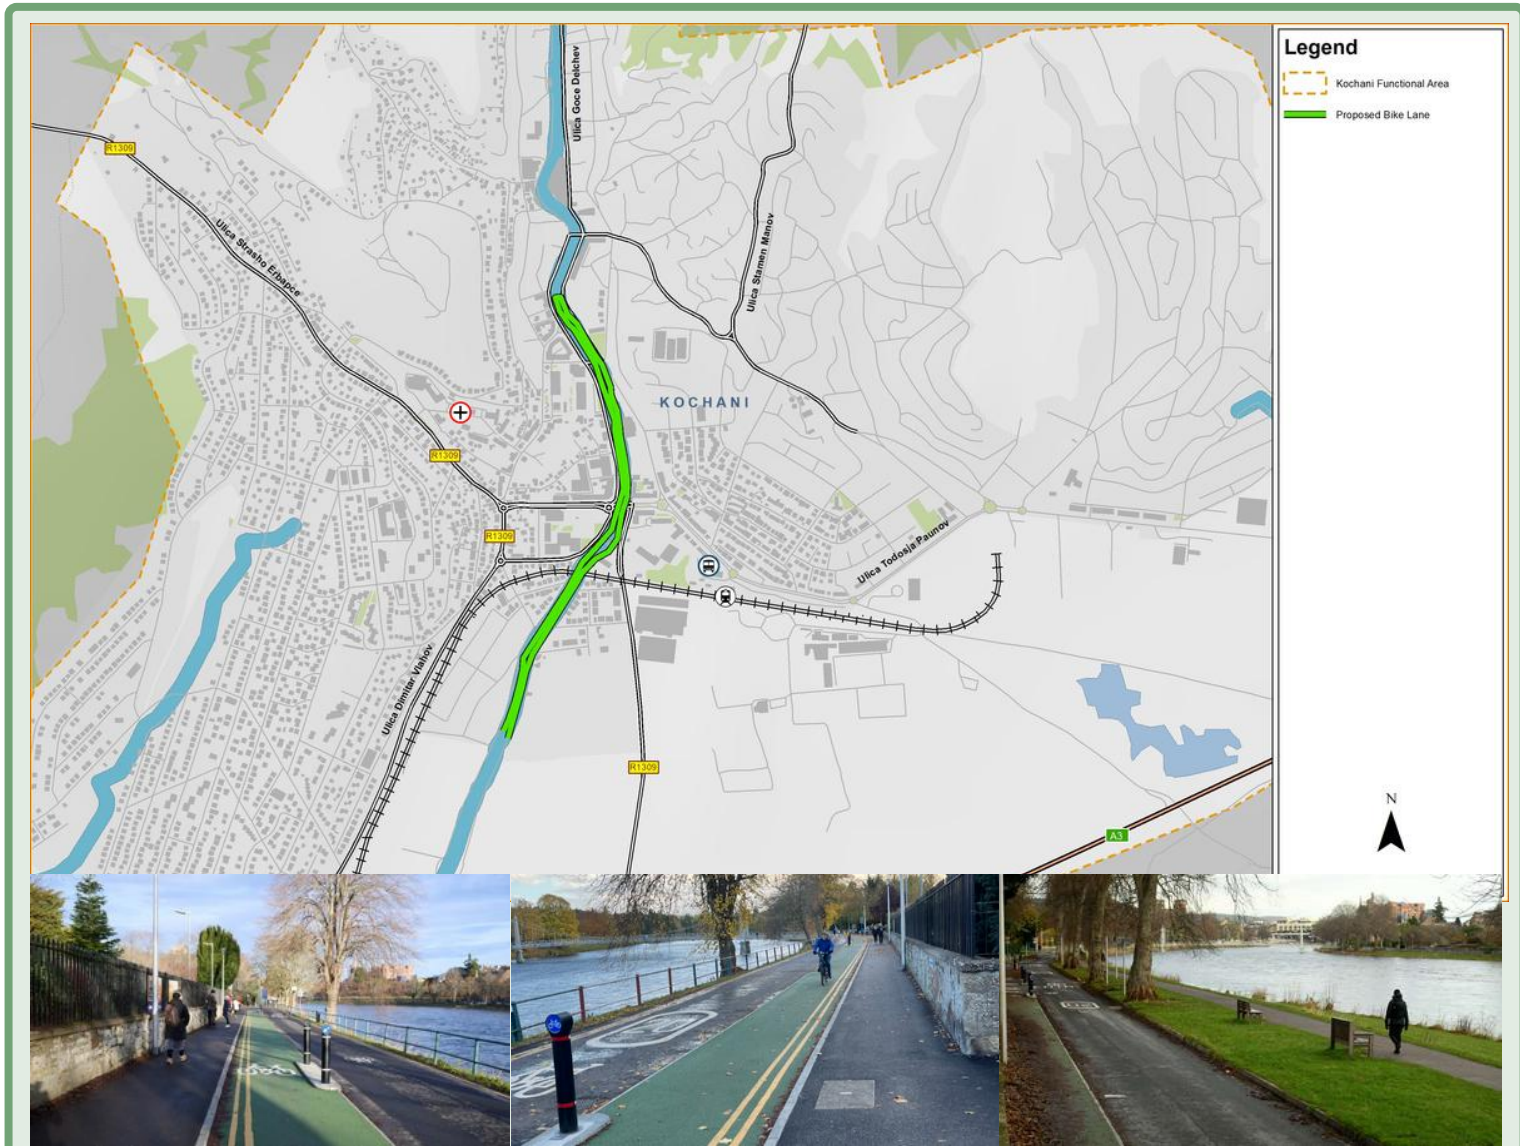 Legend
Kochani Functional Area
Proposed Bike Lane
Ulica Goce Delchev
R1309
Ulica Strasho Erbapce
Ulica Stamen Manov
KOCHANI
R1309
R1309
Ulica Todosja Paunov
Ulica Dimitar Vlahov
R1309
N
A3